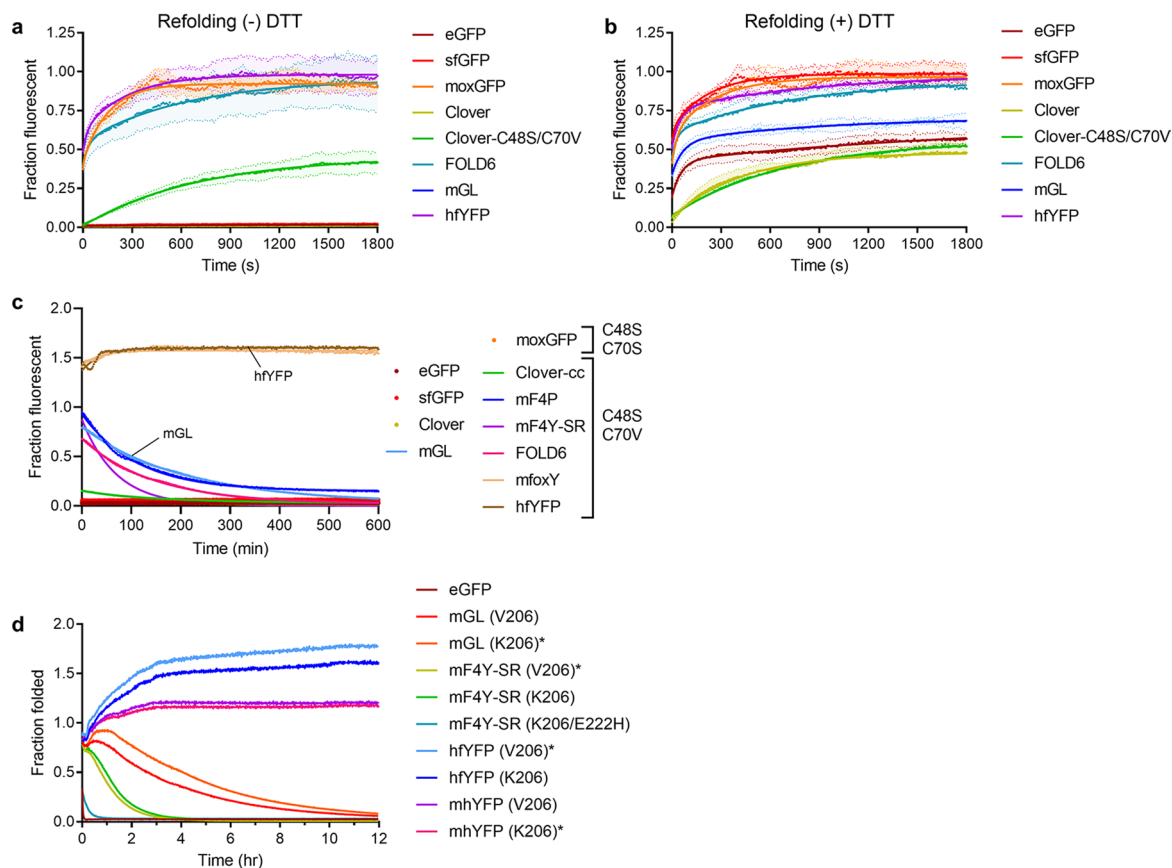 a
Refolding (-) DTT
Fraction fluorescent
1.25
1.00
0.75
0.50
0.25
0.00
0 300 600 900 1200 1500 1800
Time (s)
eGFP
sfGFP
moxGFP
Clover
Clover-C48S/C70V
FOLD6
mGL
hfYFP
b
Refolding (+) DTT
Fraction fluorescent
1.25
1.00
0.75
0.50
0.25
0.00
0 300 600 900 1200 1500 1800
Time (s)
eGFP
sfGFP
moxGFP
Clover
Clover-C48S/C70V
FOLD6
mGL
hfYFP
c
Fraction fluorescent
2.0
1.5
1.0
0.5
0.0
0 100 200 300 400 500 600
Time (min)
hfYFP
mGL
eGFP
sfGFP
Clover
mGL
moxGFP
Clover-cc
mF4P
mF4Y-SR
FOLD6
mfoxY
hfYFP
C48S
C70S
C48S
C70V
d
Fraction folded
2.0
1.5
1.0
0.5
0.0
0 2 4 6 8 10 12
Time (hr)
eGFP
mGL (V206)
mGL (K206)*
mF4Y-SR (V206)*
mF4Y-SR (K206)
mF4Y-SR (K206/E222H)
hfYFP (V206)*
hfYFP (K206)
mhYFP (V206)
mhYFP (K206)*